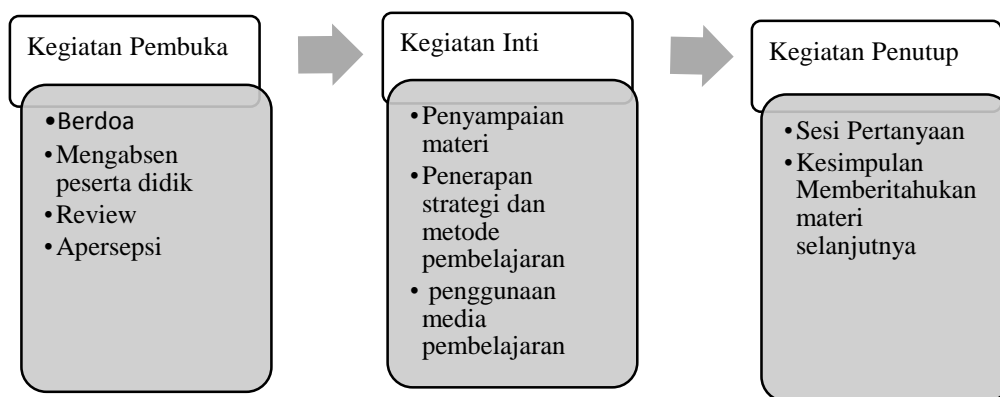 Kegiatan Pembuka
•Berdoa
•Mengabsen
peserta didik
•Review
•Apersepsi
Kegiatan Inti
•Penyampaian
materi
•Penerapan
strategi dan
metode
pembelajaran
• penggunaan
media
pembelajaran
Kegiatan Penutup
•Sesi Pertanyaan
•Kesimpulan
Memberitahukan
materi
selanjutnya